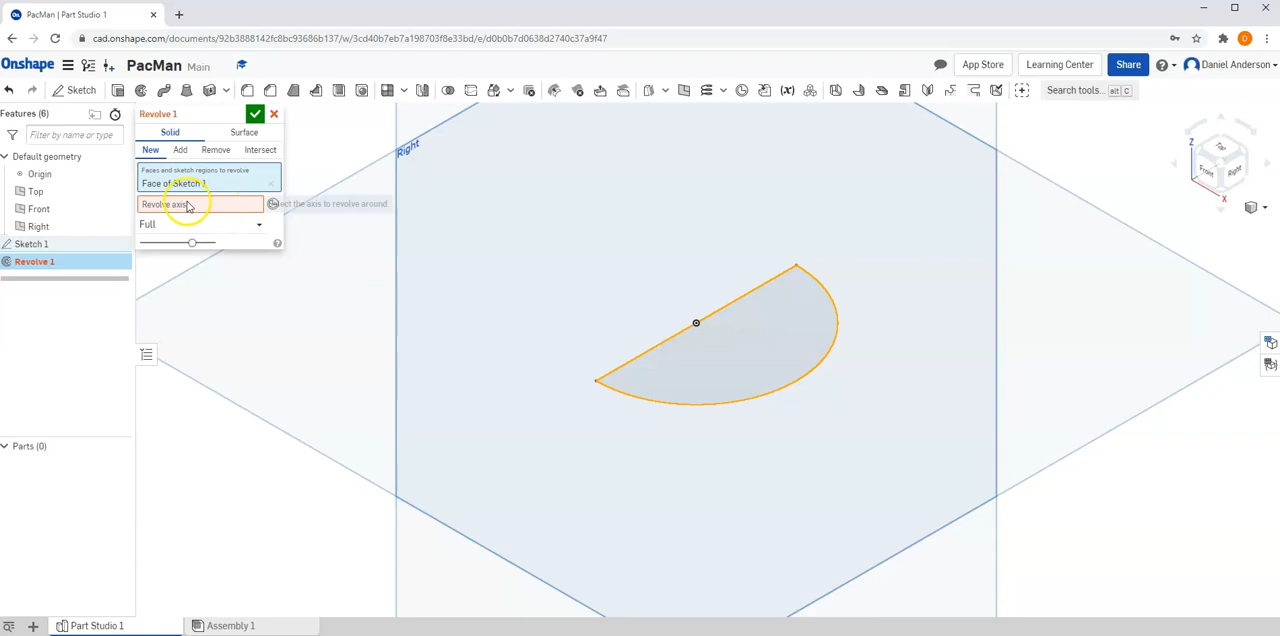 PacMan | Part Studio 1
cad.onshape.com/documents/92b3888142fc8bc93686b137/w/3cd40b7eb7a198703f8e33bd/e/d0b0b7d0638d2740c37a9f47
D
Onshape PacMan Main App Store Learning Center Share Daniel Anderson
Sketch Search tools... alt C
Features (6)
Filter by name or type
Default geometry
Origin
Top
Front
Right
Sketch 1
Revolve 1
Parts (0)
Revolve 1
Solid Surface
New Add Remove Intersect
Faces and sketch regions to revolve
Face of Sketch 1
Revolve axis
ect the axis to revolve around.
Full
Right
Z
Top
Front Right
X
Part Studio 1 Assembly 1